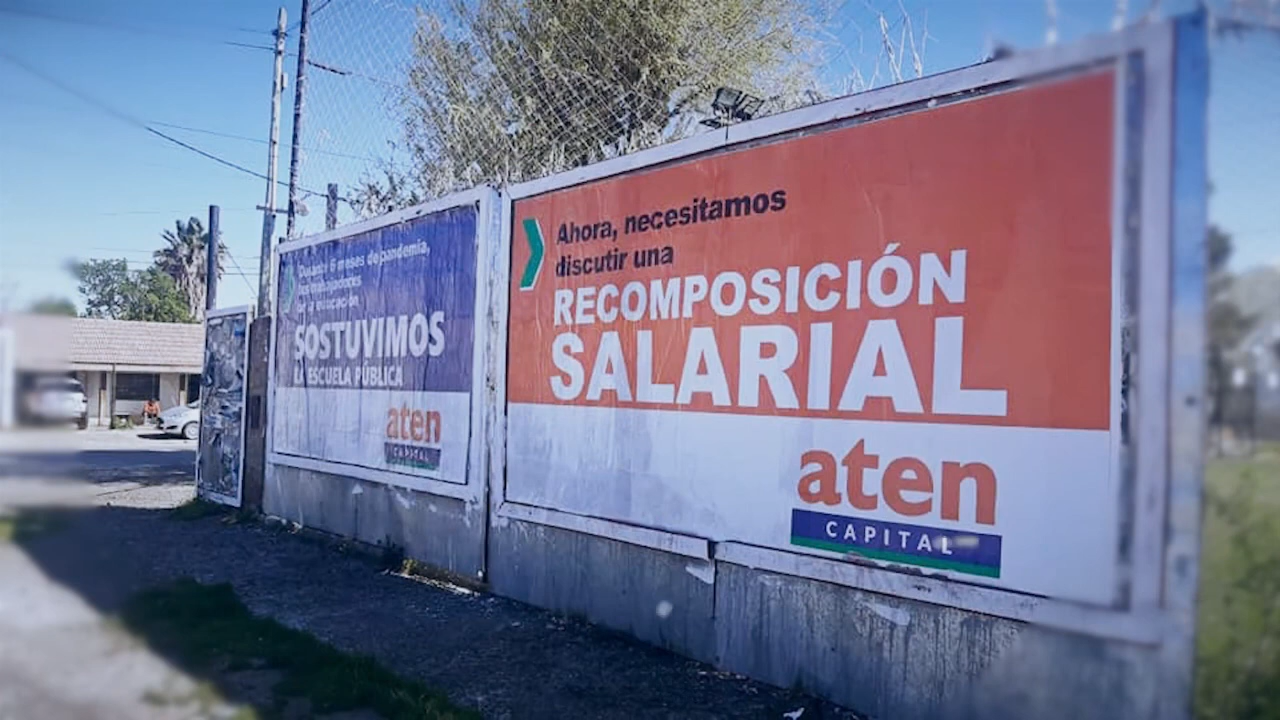 Durante 6 meses de pandemia,
los trabajadores
de la educación
SOSTUVIMOS
LA ESCUELA PÚBLICA
aten
CAPITAL
Ahora, necesitamos
discutir una
RECOMPOSICIÓN
SALARIAL
aten
CAPITAL